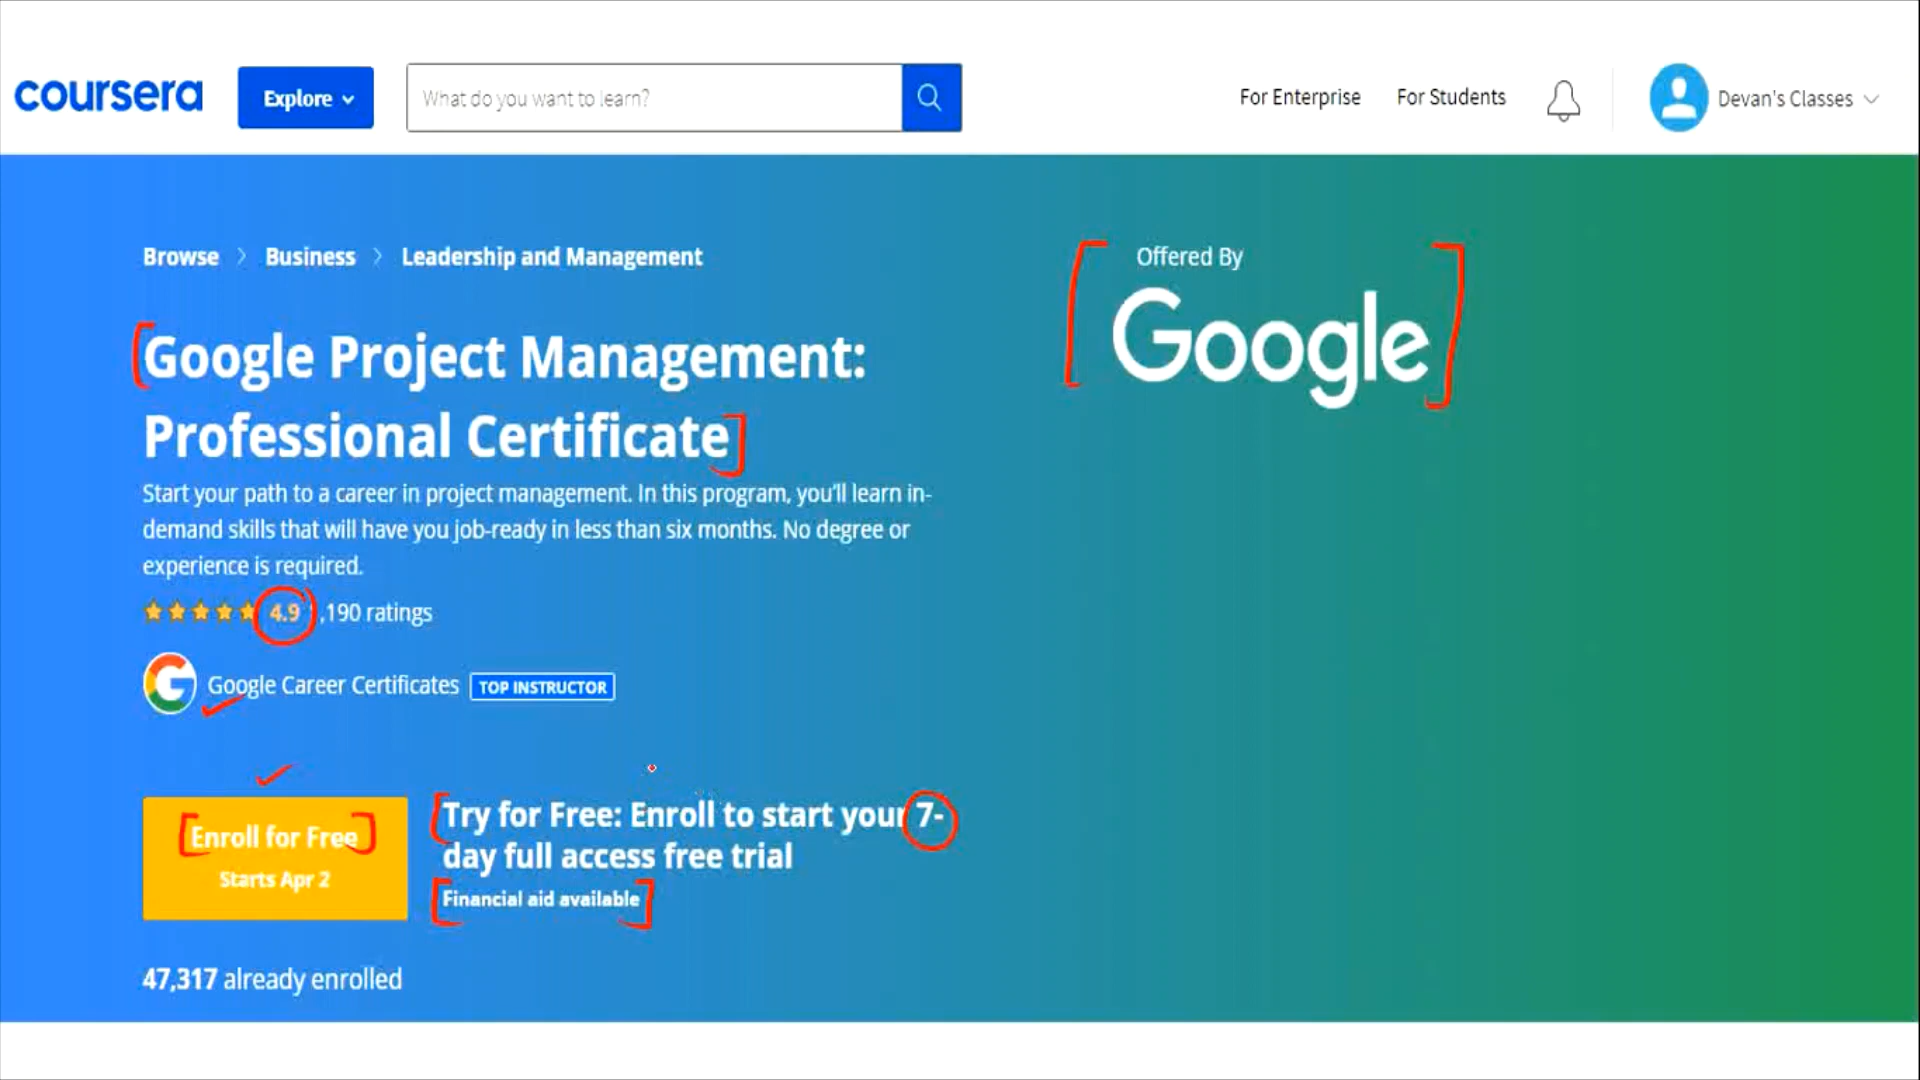 coursera
Explore
What do you want to learn?
For Enterprise
For Students
Devan's Classes
Browse > Business > Leadership and Management
Offered By
Google
Google Project Management:
Professional Certificate
Start your path to a career in project management. In this program, you'll learn in-
demand skills that will have you job-ready in less than six months. No degree or
experience is required.
4.9 ,190 ratings
Google Career Certificates TOP INSTRUCTOR
Enroll for Free
Starts Apr 2
Try for Free: Enroll to start your 7-
day full access free trial
Financial aid available
47,317 already enrolled